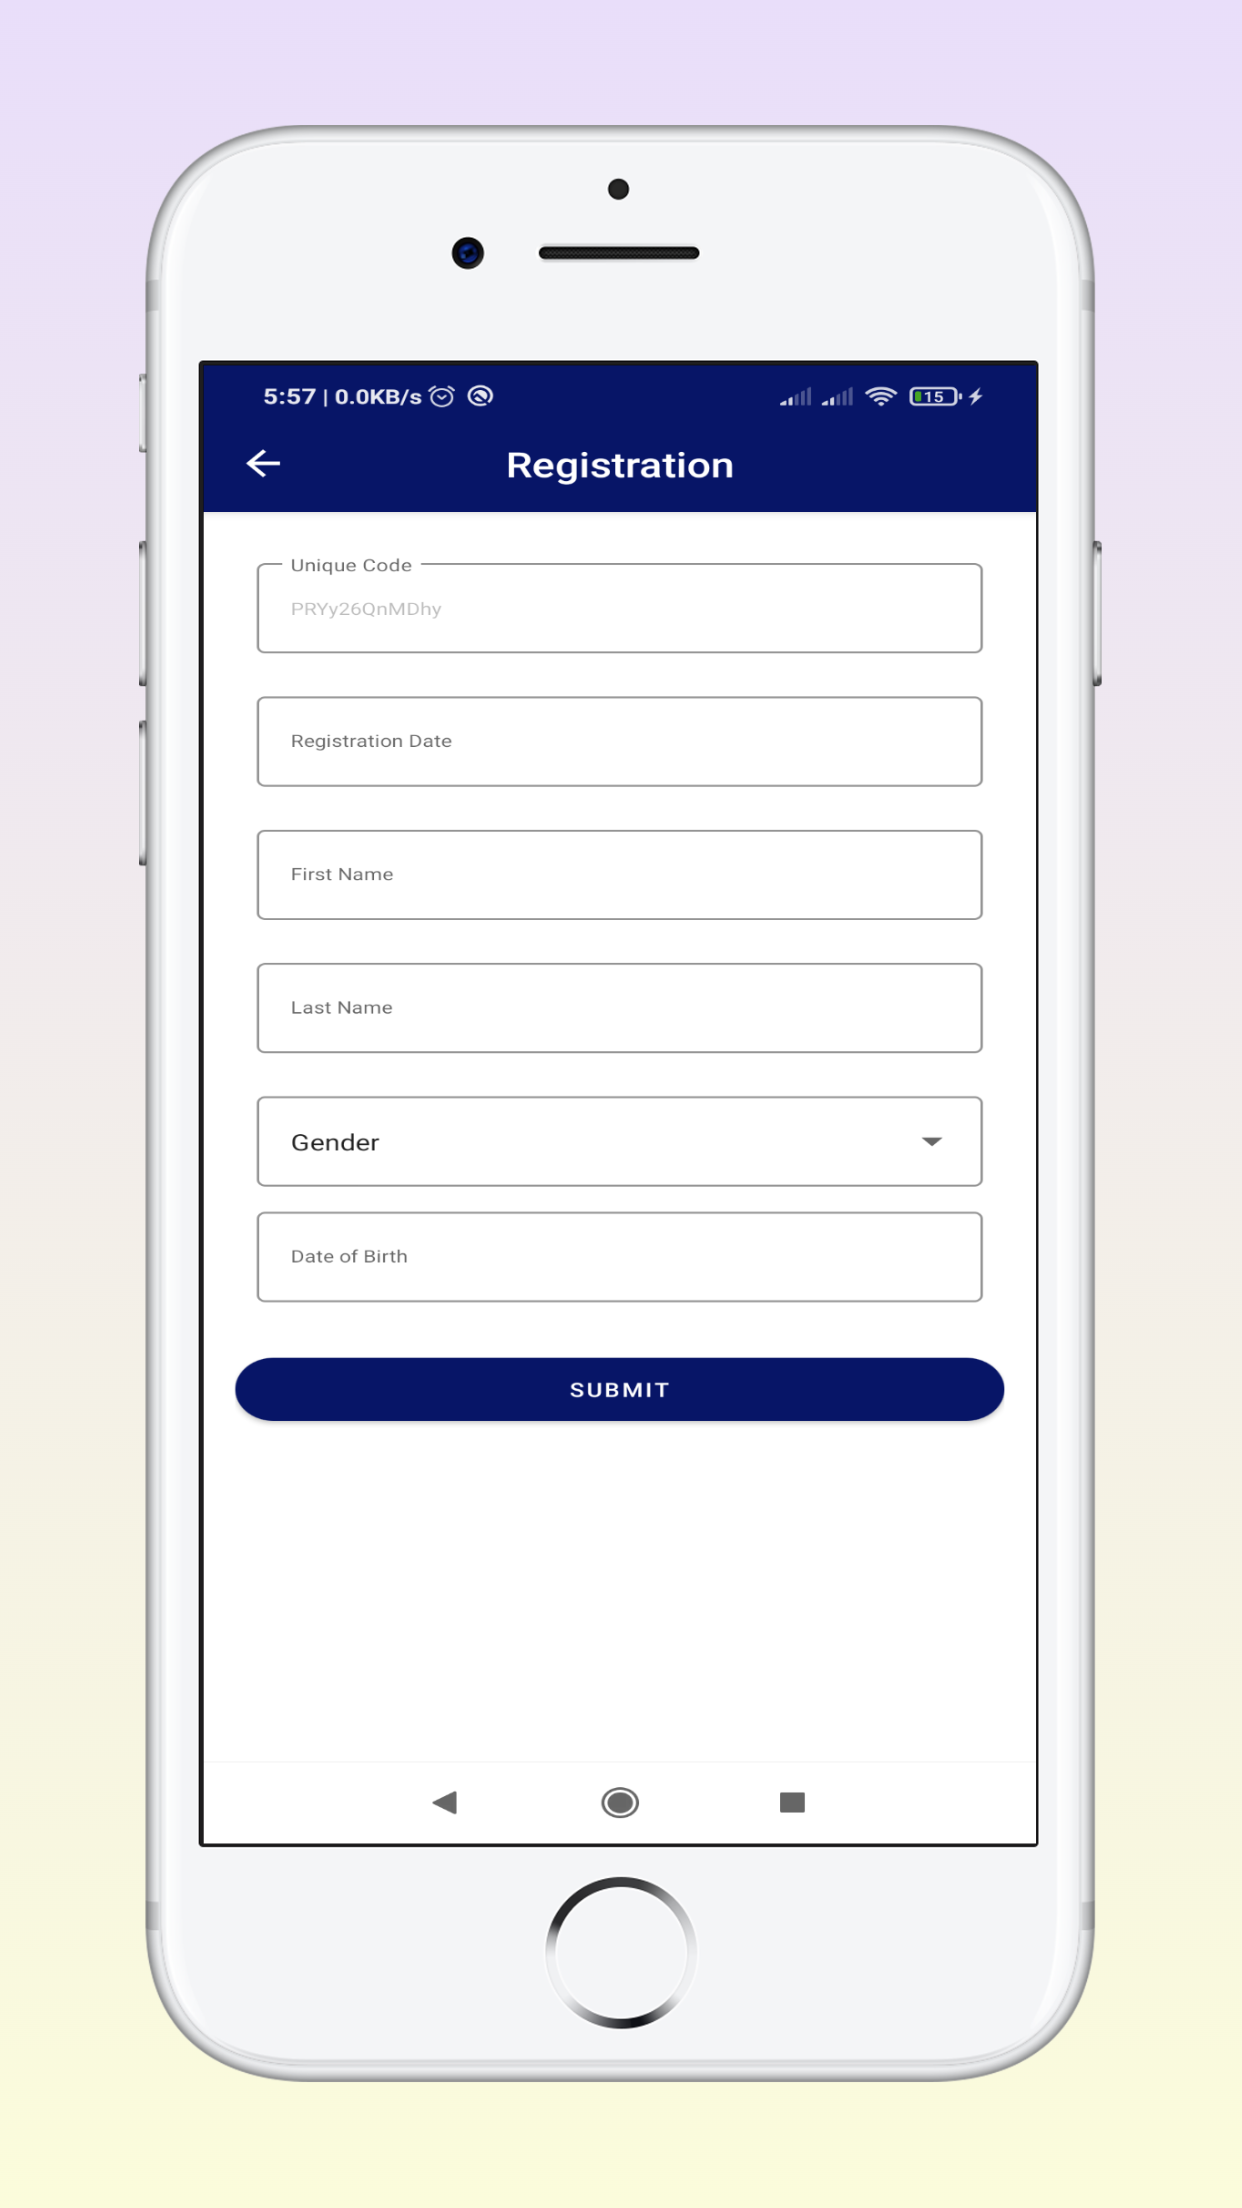 5:57 | 0.0KB/s 15
Registration
Unique Code
PRYy26QnMDhy
Registration Date
First Name
Last Name
Gender
Date of Birth
SUBMIT